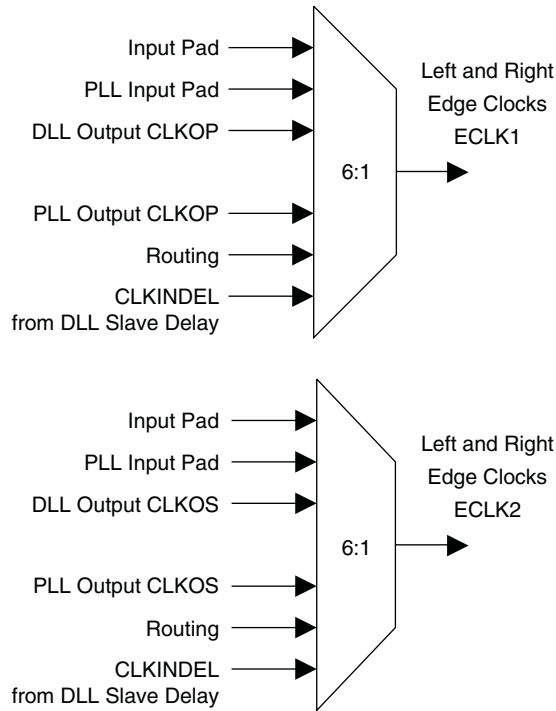 Input Pad
PLL Input Pad
DLL Output CLKOP
PLL Output CLKOP
Routing
CLKINDEL
from DLL Slave Delay
6:1
Left and Right
Edge Clocks
ECLK1
Input Pad
PLL Input Pad
DLL Output CLKOS
PLL Output CLKOS
Routing
CLKINDEL
from DLL Slave Delay
6:1
Left and Right
Edge Clocks
ECLK2